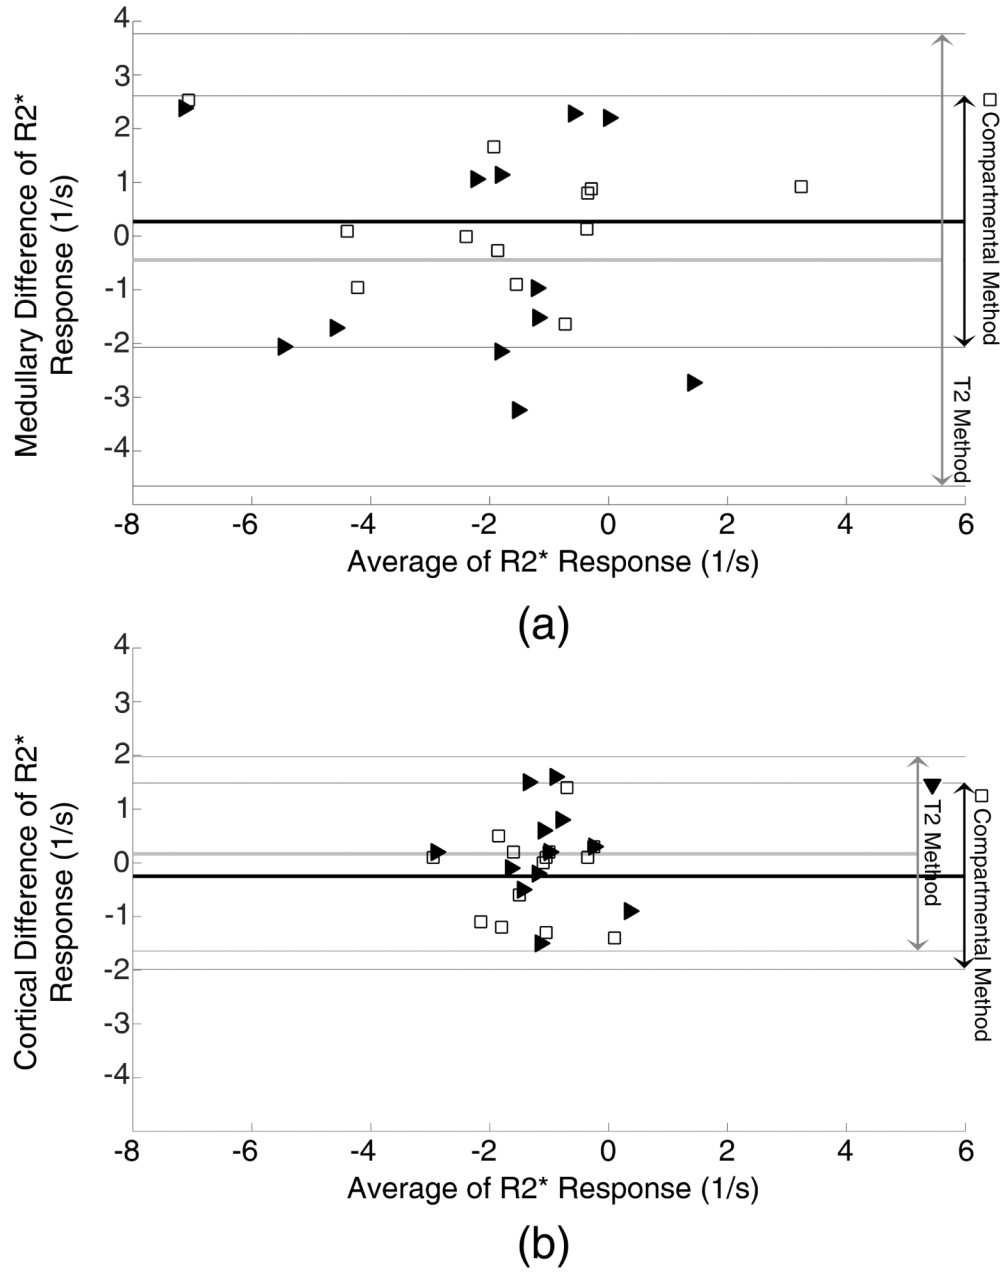 4
3
2
1
0
-1
-2
-3
-4
Medullary Difference of R2*
Response (1/s)
-8 -6 -4 -2 0 2 4 6
Average of R2* Response (1/s)
Compartmental Method
T2 Method
(a)
4
3
2
1
0
-1
-2
-3
-4
Cortical Difference of R2*
Response (1/s)
-8 -6 -4 -2 0 2 4 6
Average of R2* Response (1/s)
T2 Method
Compartmental Method
(b)